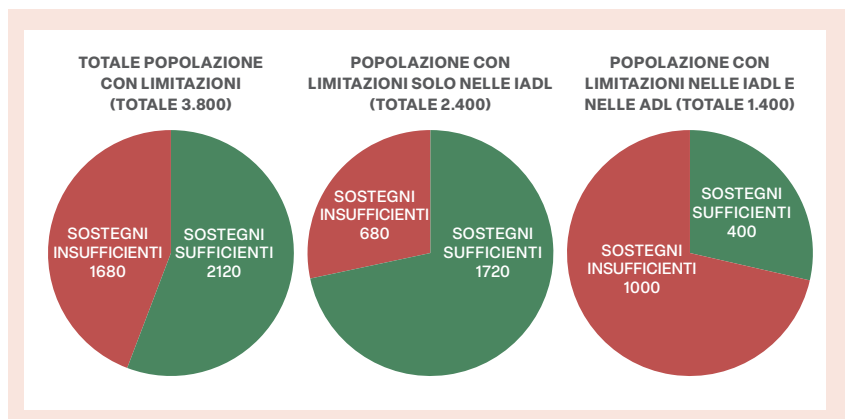 TOTALE POPOLAZIONE
CON LIMITAZIONI
(TOTALE 3.800)
SOSTEGNI
INSUFFICIENTI
1680
SOSTEGNI
SUFFICIENTI
2120
POPOLAZIONE CON
LIMITAZIONI SOLO NELLE IADL
(TOTALE 2.400)
SOSTEGNI
INSUFFICIENTI
680
SOSTEGNI
SUFFICIENTI
1720
POPOLAZIONE CON
LIMITAZIONI NELLE IADL E
NELLE ADL (TOTALE 1.400)
SOSTEGNI
SUFFICIENTI
400
SOSTEGNI
INSUFFICIENTI
1000